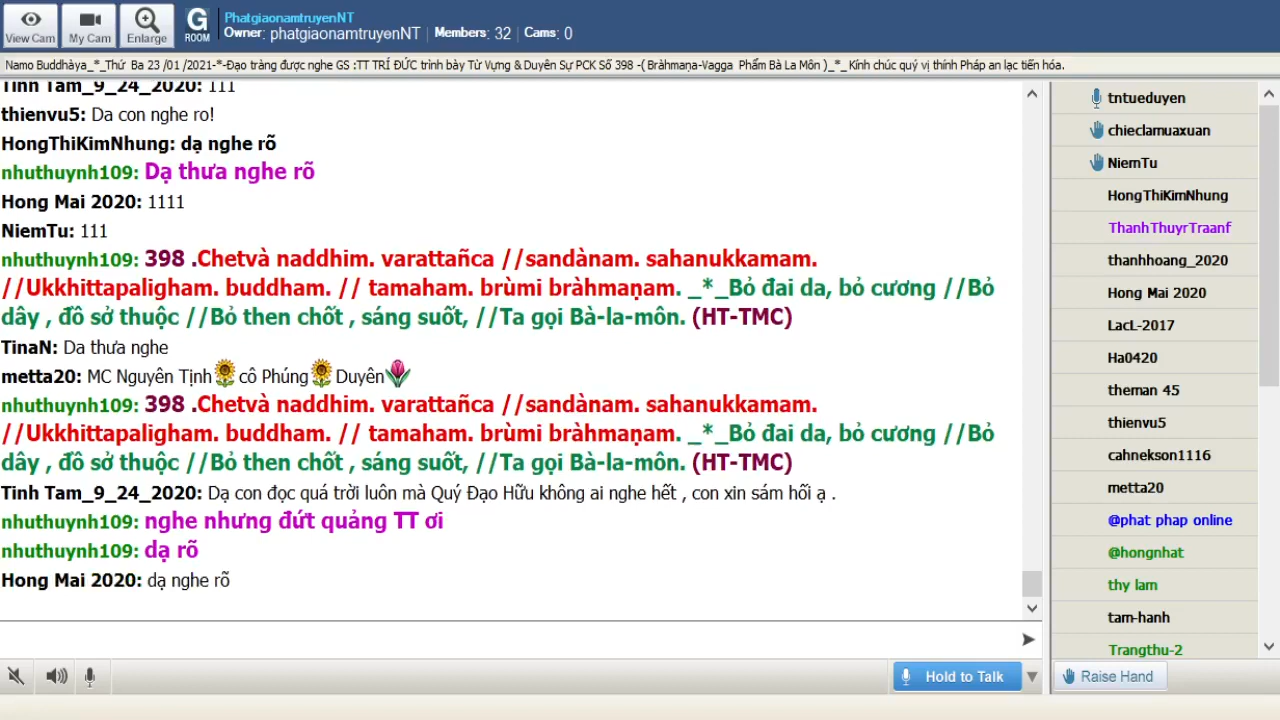 View Cam
My Cam
Enlarge
G
ROOM
PhatgiaonamtruyenNT
Owner: phatgiaonamtruyenNT | Members: 32 | Cams: 0
Namo Buddhàya_*_Thứ Ba 23 /01 /2021-*-Đạo tràng được nghe GS :TT TRÍ ĐỨC trình bày Từ Vựng & Duyên Sự PCK Số 398 -( Bràhmaṇa-Vagga Phẩm Bà La Môn )_*_ Kính chúc quý vị thính Pháp an lạc tiến hóa.
Tinh Tam_9_24_2020: 111
thienvu5: Da con nghe ro!
HongThiKimNhung: dạ nghe rõ
nhuthuynh109: Dạ thưa nghe rõ
Hong Mai 2020: 1111
NiemTu: 111
nhuthuynh109: 398 .Chetvà naddhim. varattañca //sandànam. sahanukkamam.
//Ukkhittapaligham. buddham. // tamaham. brùmi bràhmaṇam. _*_Bỏ đai da, bỏ cương //Bỏ
dây , đồ sở thuộc //Bỏ then chốt , sáng suốt, //Ta gọi Bà-la-môn. (HT-TMC)
TinaN: Da thưa nghe
metta20: MC Nguyên Tịnh cô Phúng Duyên
nhuthuynh109: 398 .Chetvà naddhim. varattañca //sandànam. sahanukkamam.
//Ukkhittapaligham. buddham. // tamaham. brùmi bràhmaṇam. _*_Bỏ đai da, bỏ cương //Bỏ
dây , đồ sở thuộc //Bỏ then chốt , sáng suốt, //Ta gọi Bà-la-môn. (HT-TMC)
Tinh Tam_9_24_2020: Dạ con đọc quá trời luôn mà Quý Đạo Hữu không ai nghe hết , con xin sám hối ạ .
nhuthuynh109: nghe nhưng đứt quảng TT ơi
nhuthuynh109: dạ rõ
Hong Mai 2020: dạ nghe rõ
Hold to Talk
tntueduyen
chieclamuaxuan
NiemTu
HongThiKimNhung
ThanhThuyrTraanf
thanhhoang_2020
Hong Mai 2020
LacL-2017
Ha0420
theman 45
thienvu5
cahnekson1116
metta20
@phat phap online
@hongnhat
thy lam
tam-hanh
Trangthu-2
Raise Hand